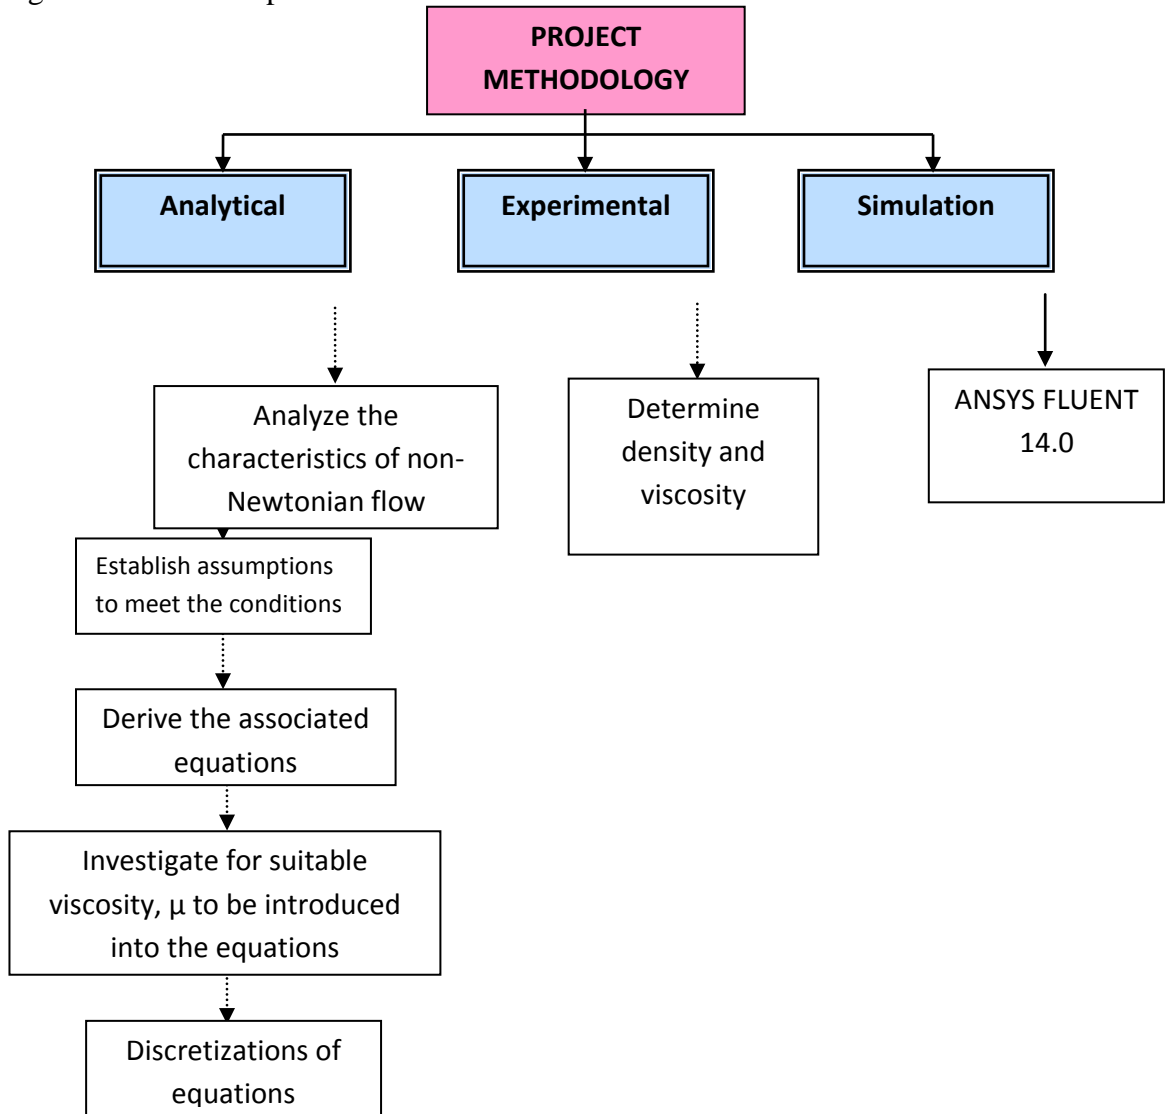 PROJECT
METHODOLOGY
Analytical
Experimental
Simulation
Analyze the
characteristics of non-
Newtonian flow
Determine
density and
viscosity
ANSYS FLUENT
14.0
Establish assumptions
to meet the conditions
Derive the associated
equations
Investigate for suitable
viscosity, μ to be introduced
into the equations
Discretizations of
equations